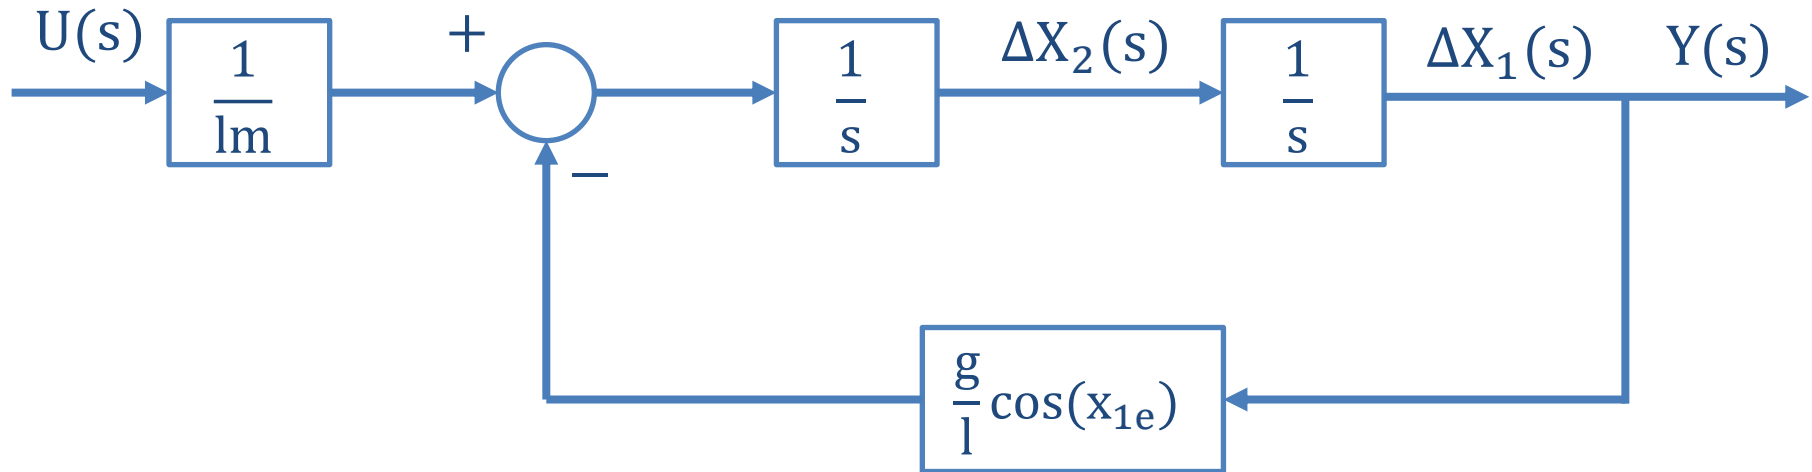 U(s)
1
lm
+
−
1
s
ΔX₂(s)
1
s
ΔX₁(s)
Y(s)
g
l
cos(x₁ₑ)